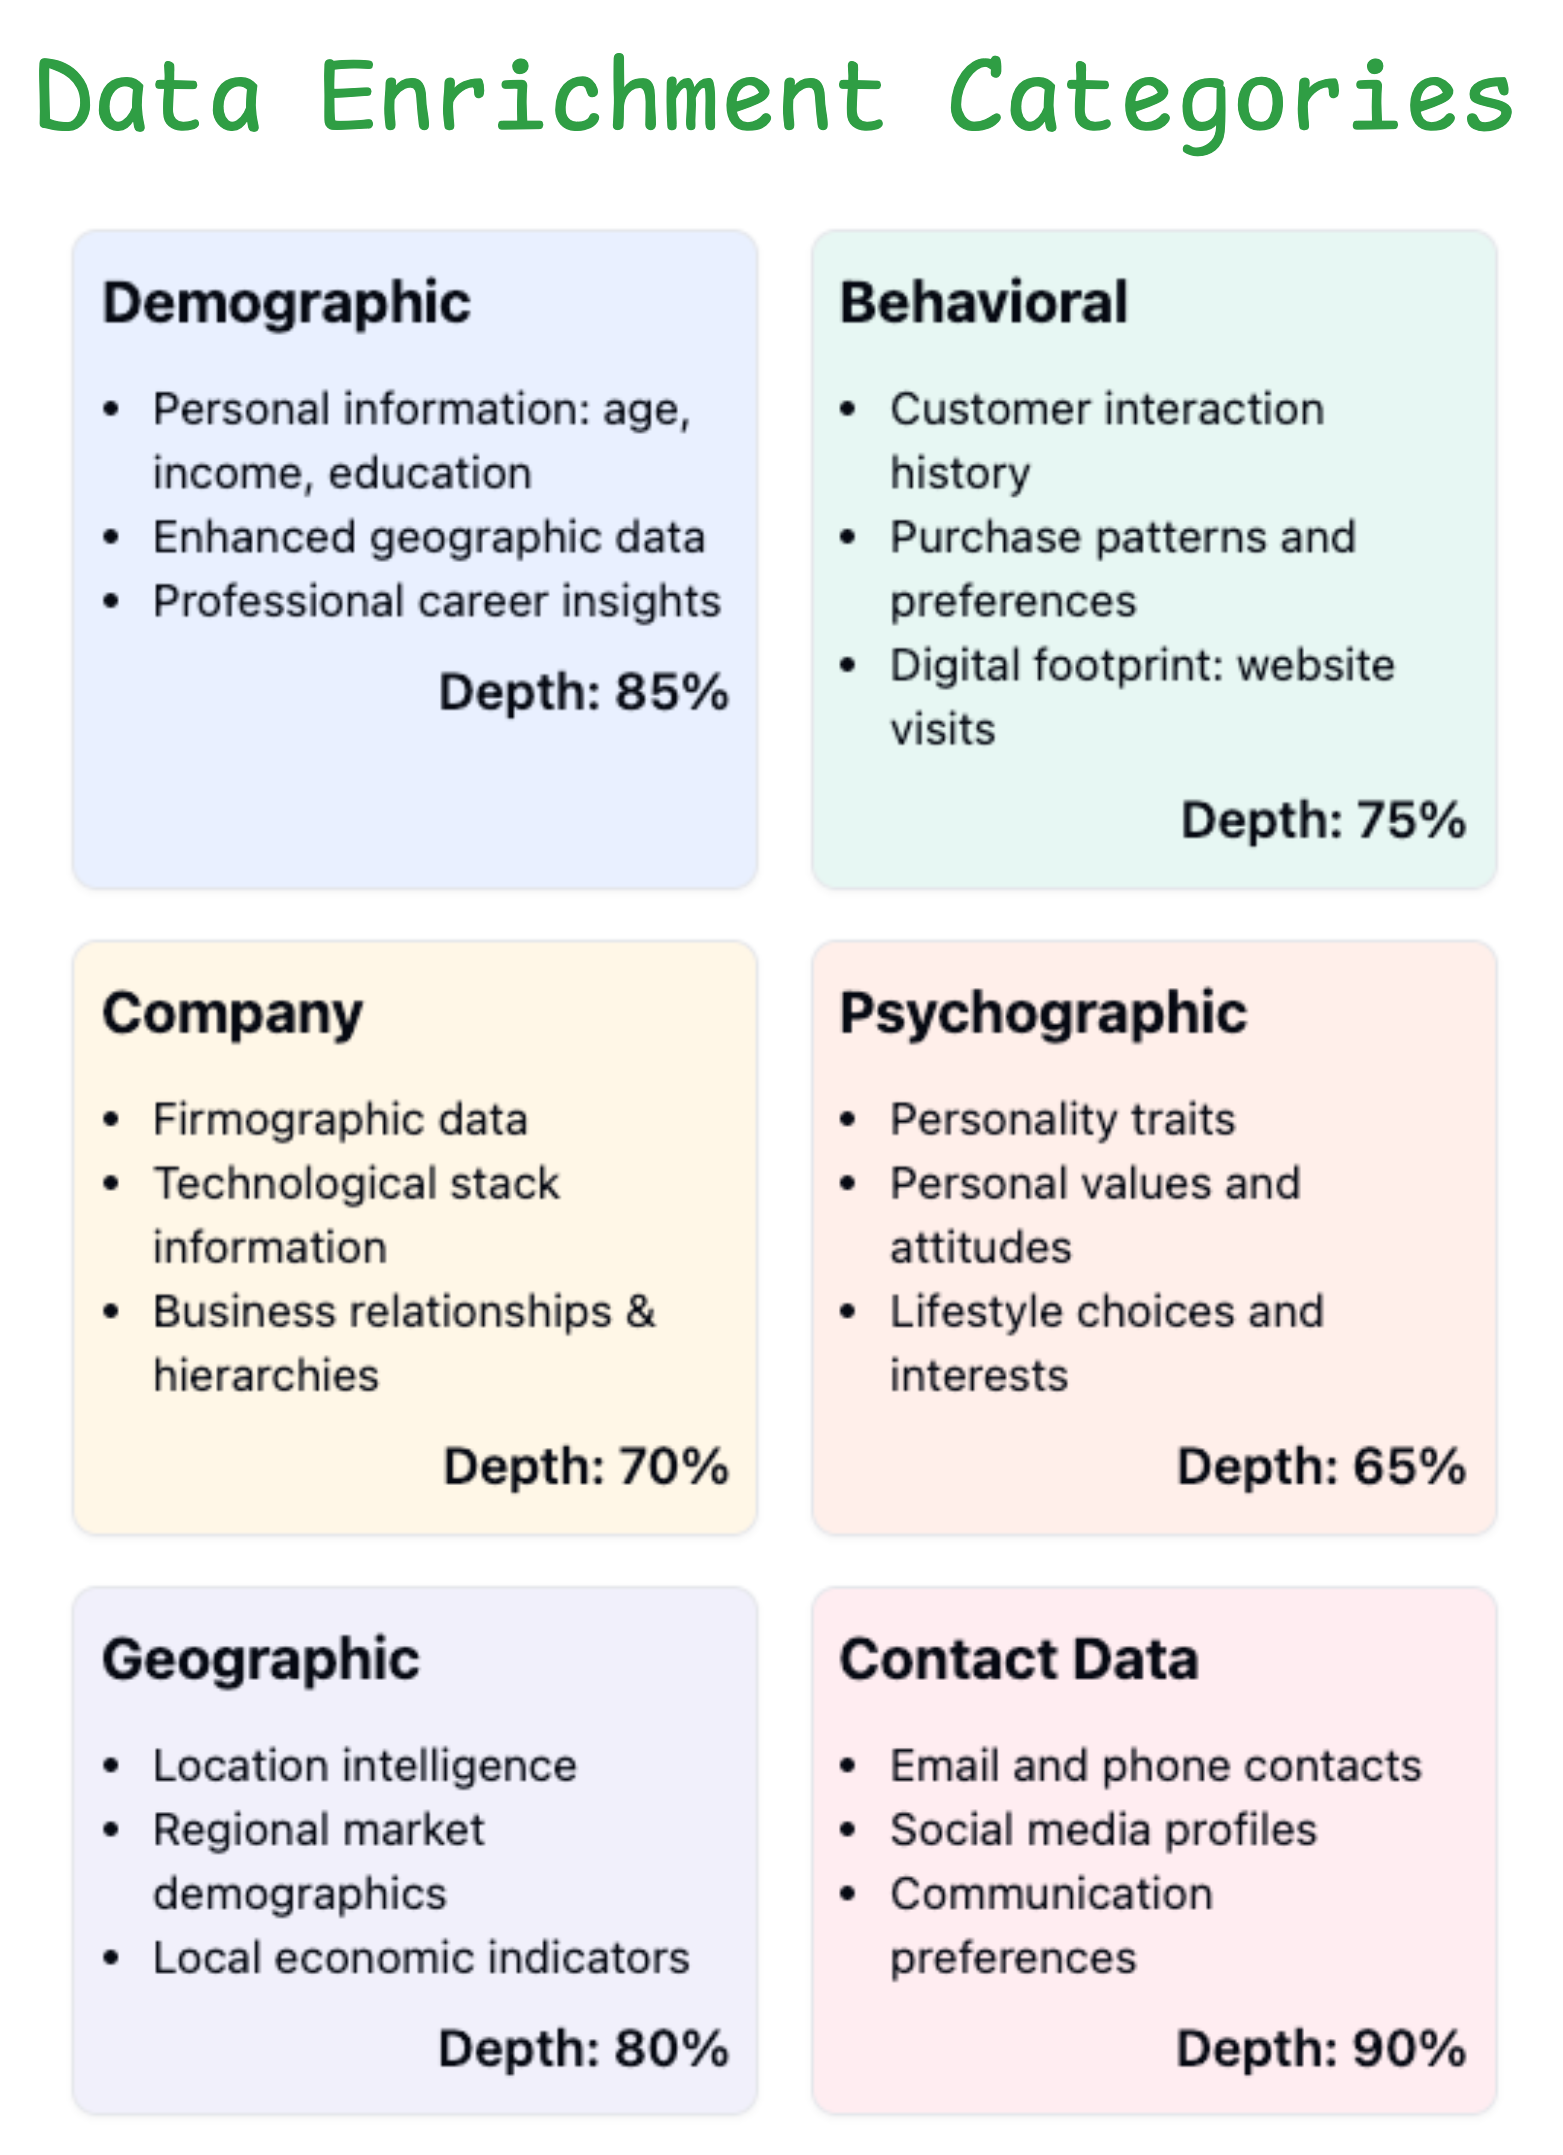 Data Enrichment Categories
Demographic
• Personal information: age,
income, education
• Enhanced geographic data
• Professional career insights
Depth: 85%
Behavioral
• Customer interaction
history
• Purchase patterns and
preferences
• Digital footprint: website
visits
Depth: 75%
Company
• Firmographic data
• Technological stack
information
• Business relationships &
hierarchies
Depth: 70%
Psychographic
• Personality traits
• Personal values and
attitudes
• Lifestyle choices and
interests
Depth: 65%
Geographic
• Location intelligence
• Regional market
demographics
• Local economic indicators
Depth: 80%
Contact Data
• Email and phone contacts
• Social media profiles
• Communication
preferences
Depth: 90%